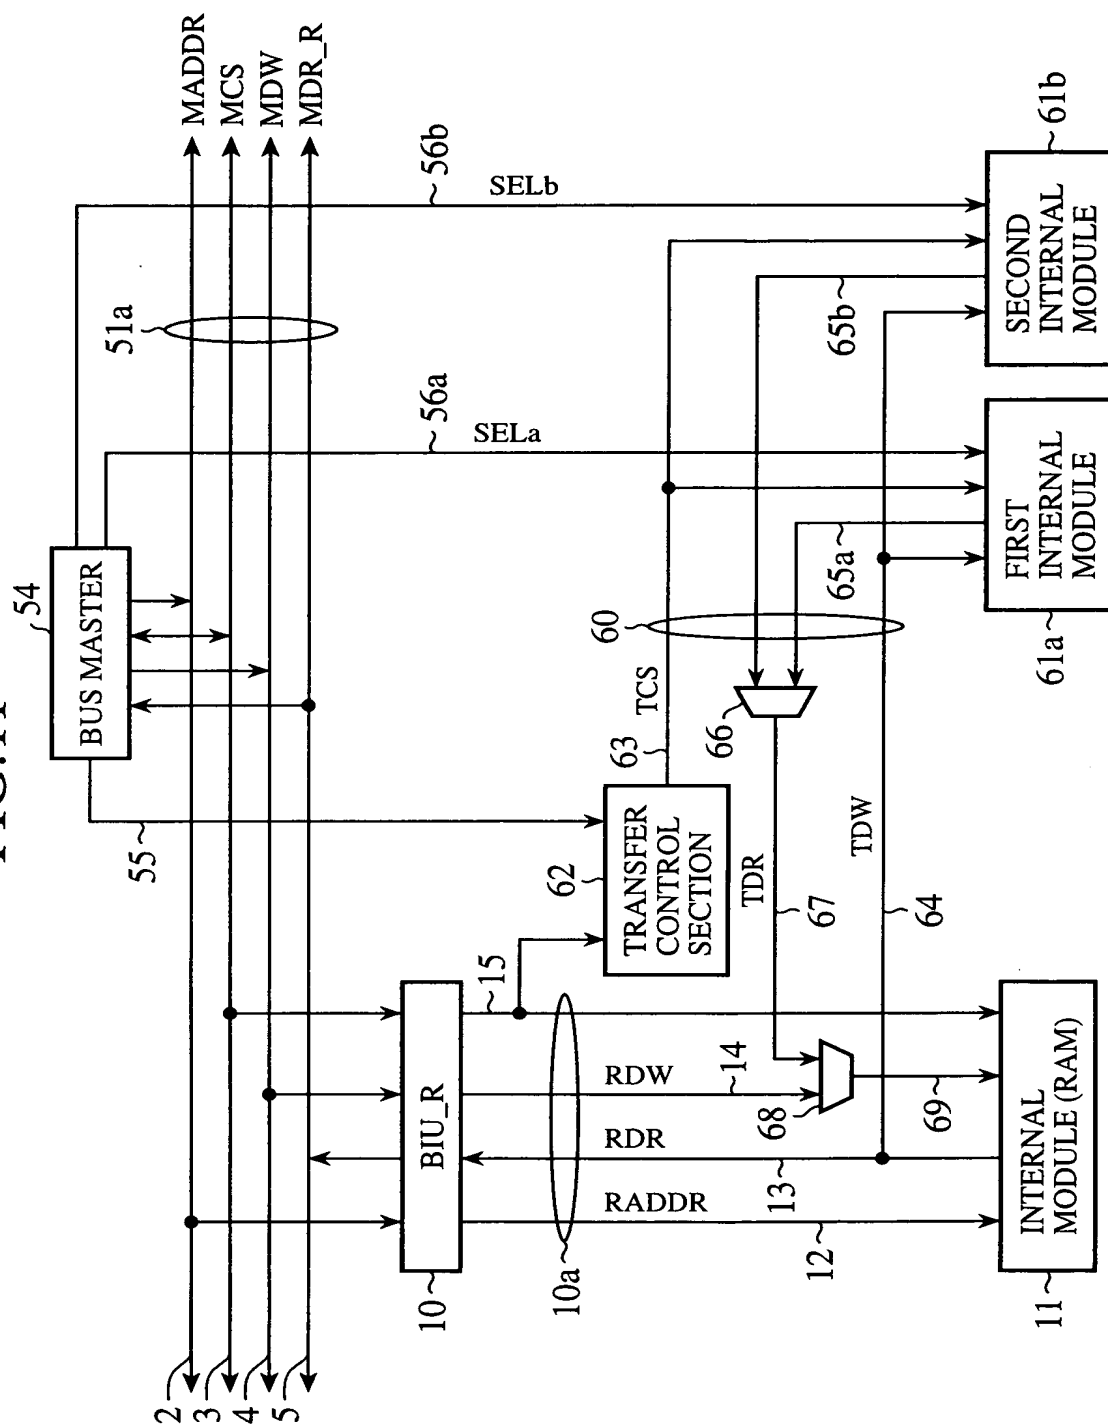 54
BUS MASTER
55
MADDR
MCS
MDW
MDR_R
51a
56a
SELa
56b
SELb
2
3
4
5
10
BIU_R
10a
15
RDW
14
RDR
13
RADDR
12
62
TRANSFER
CONTROL
SECTION
63
TCS
60
66
TDR
67
68
69
TDW
64
65a
65b
11
INTERNAL
MODULE (RAM)
61a
FIRST
INTERNAL
MODULE
61b
SECOND
INTERNAL
MODULE